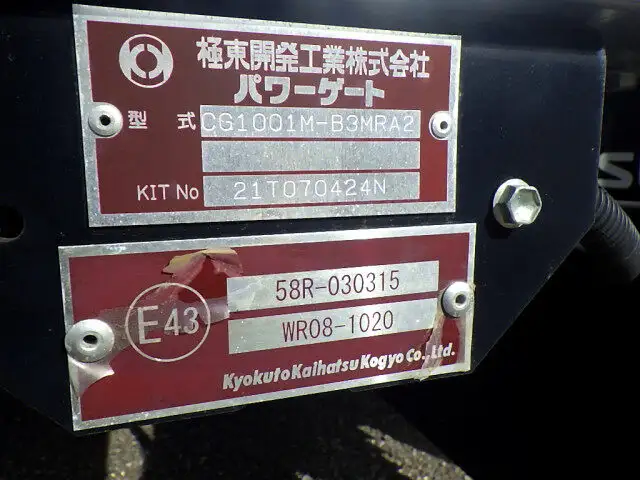 極東開発工業株式会社
パワーゲート
型式 CG1001M-B3MRA2
KIT No 21T070424N
E43
58R-030315
WR08-1020
Kyokuto Kaihatsu Kogyo Co., Ltd.